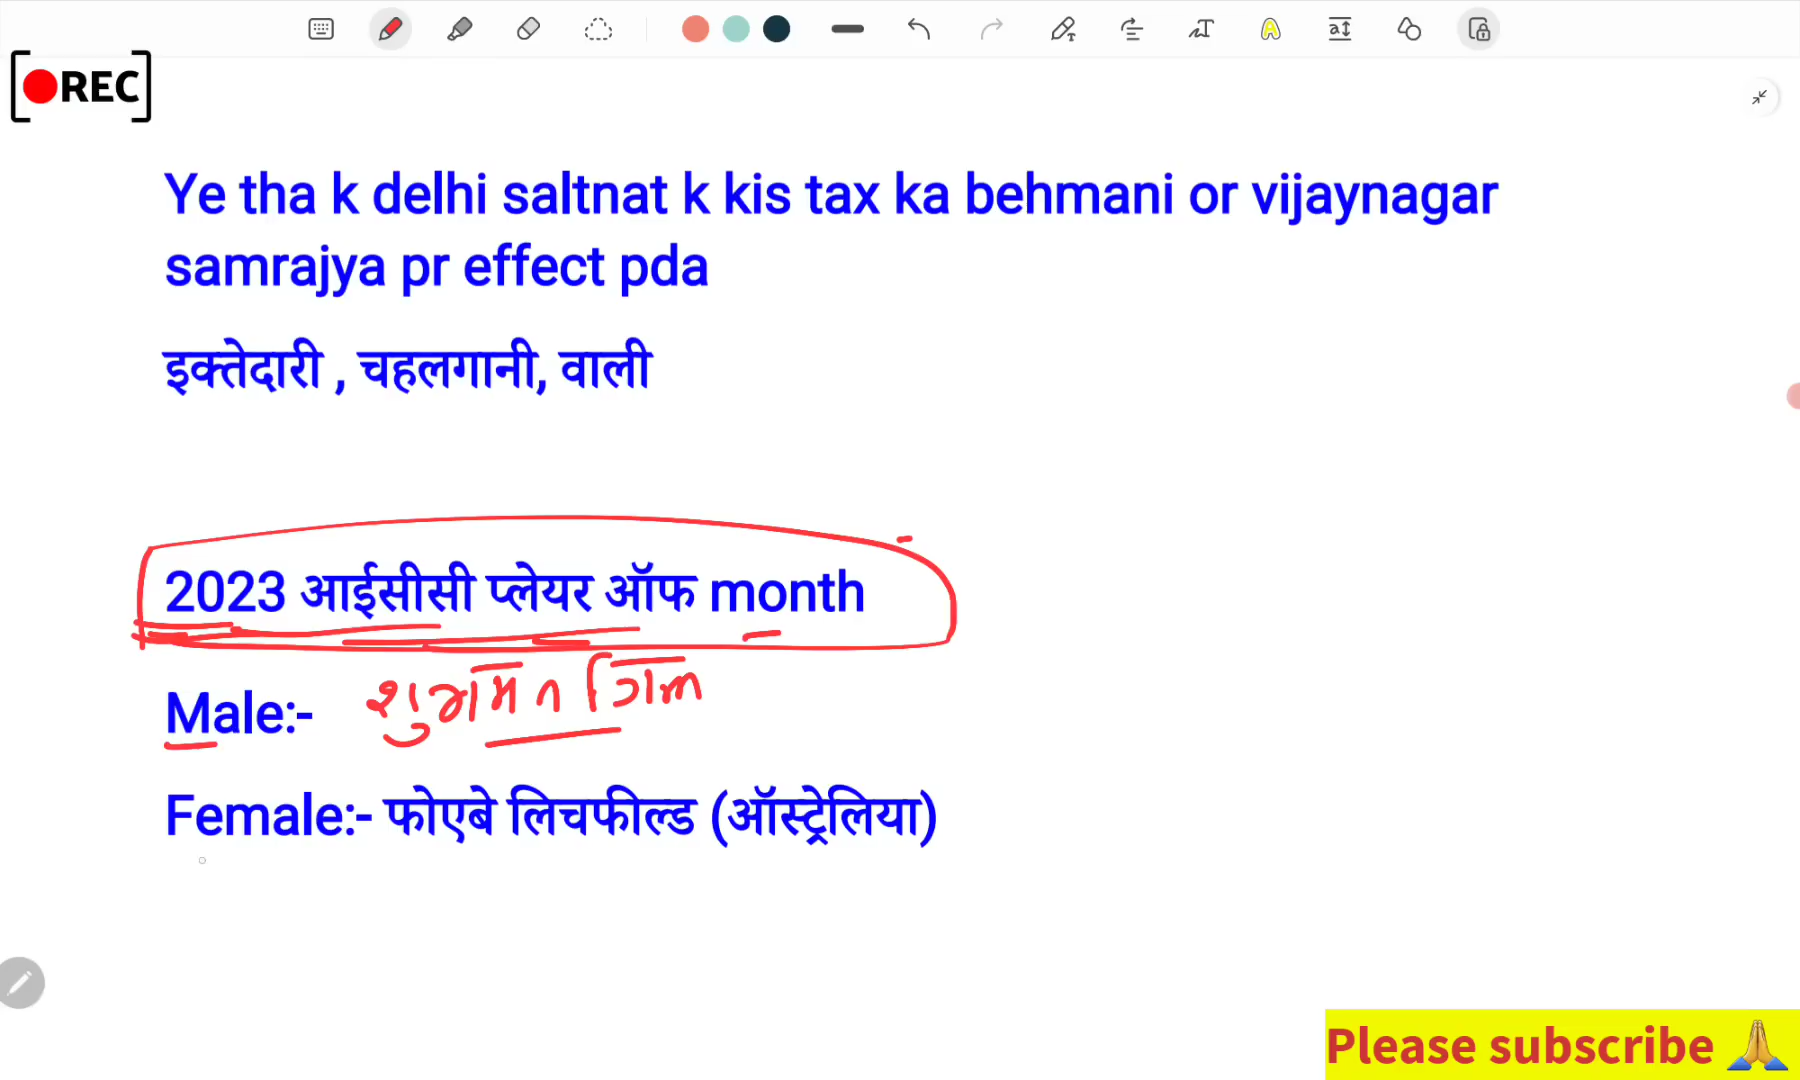 REC
Ye tha k delhi saltnat k kis tax ka behmani or vijaynagar
samrajya pr effect pda
इक्तेदारी , चहलगानी, वाली
2023 आईसीसी प्लेयर ऑफ month
Male:- शुभमन गिल
Female:- फोएबे लिचफील्ड (ऑस्ट्रेलिया)
Please subscribe 🙏